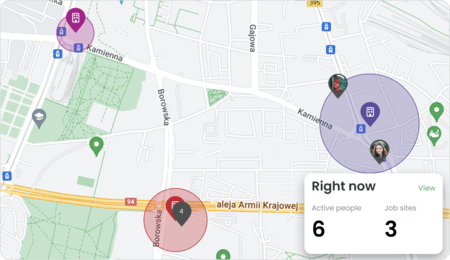 395
Gajowa
Kamienna
Borowska
Kamienna
94
aleja Armii Krajowej
4
Borowska
Right now
View
Active people
Job sites
6
3